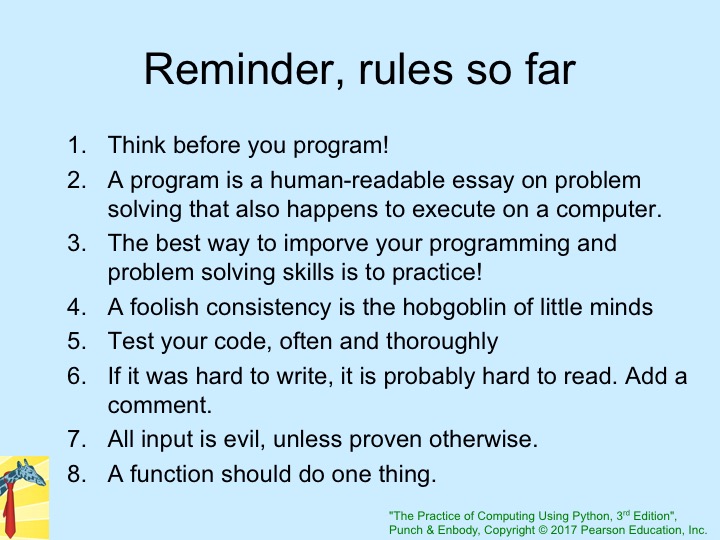 Reminder, rules so far
1. Think before you program!
2. A program is a human-readable essay on problem
solving that also happens to execute on a computer.
3. The best way to imporve your programming and
problem solving skills is to practice!
4. A foolish consistency is the hobgoblin of little minds
5. Test your code, often and thoroughly
6. If it was hard to write, it is probably hard to read. Add a
comment.
7. All input is evil, unless proven otherwise.
8. A function should do one thing.
"The Practice of Computing Using Python, 3rd Edition",
Punch & Enbody, Copyright © 2017 Pearson Education, Inc.